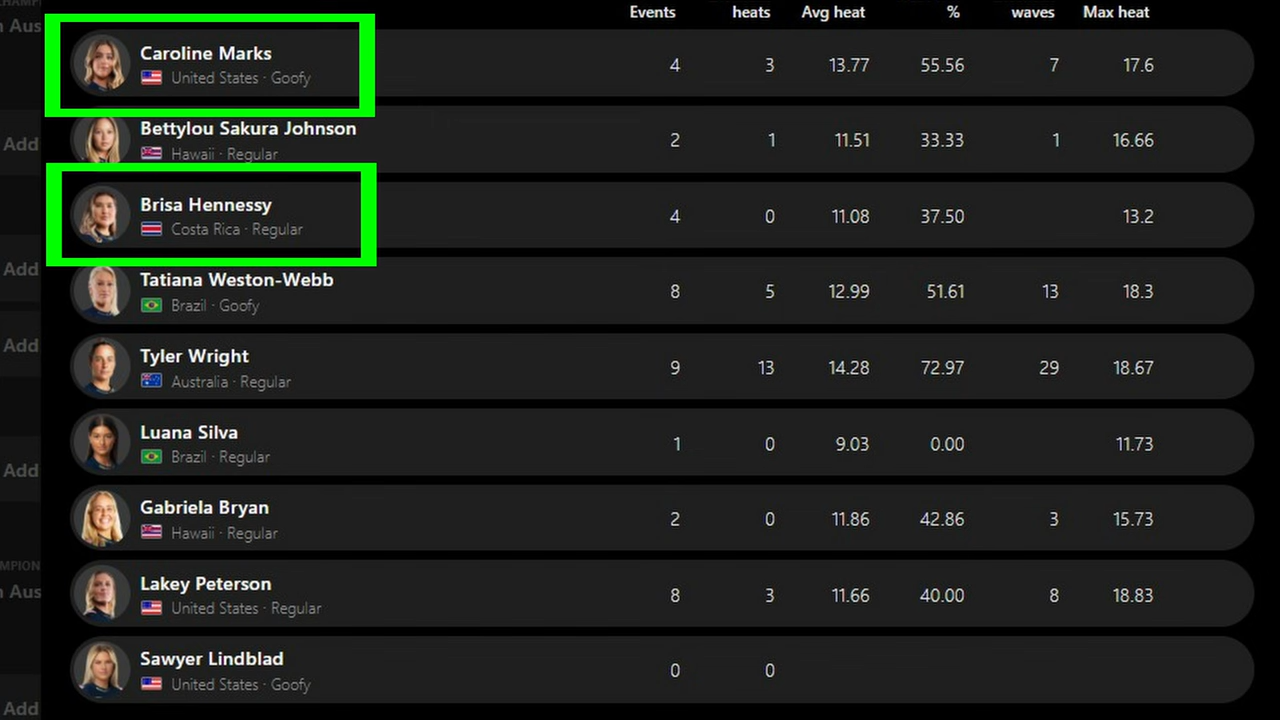 CHAMP
Events heats Avg heat % waves Max heat
n Aus
Caroline Marks
United States · Goofy
4 3 13.77 55.56 7 17.6
Add
Bettylou Sakura Johnson
Hawaii · Regular
2 1 11.51 33.33 1 16.66
Brisa Hennessy
Costa Rica · Regular
4 0 11.08 37.50 13.2
Add
Tatiana Weston-Webb
Brazil · Goofy
8 5 12.99 51.61 13 18.3
Add
Tyler Wright
Australia · Regular
9 13 14.28 72.97 29 18.67
Luana Silva
Brazil · Regular
1 0 9.03 0.00 11.73
Add
Gabriela Bryan
Hawaii · Regular
2 0 11.86 42.86 3 15.73
MPION
n Aus
Lakey Peterson
United States · Regular
8 3 11.66 40.00 8 18.83
Sawyer Lindblad
United States · Goofy
0 0
Add